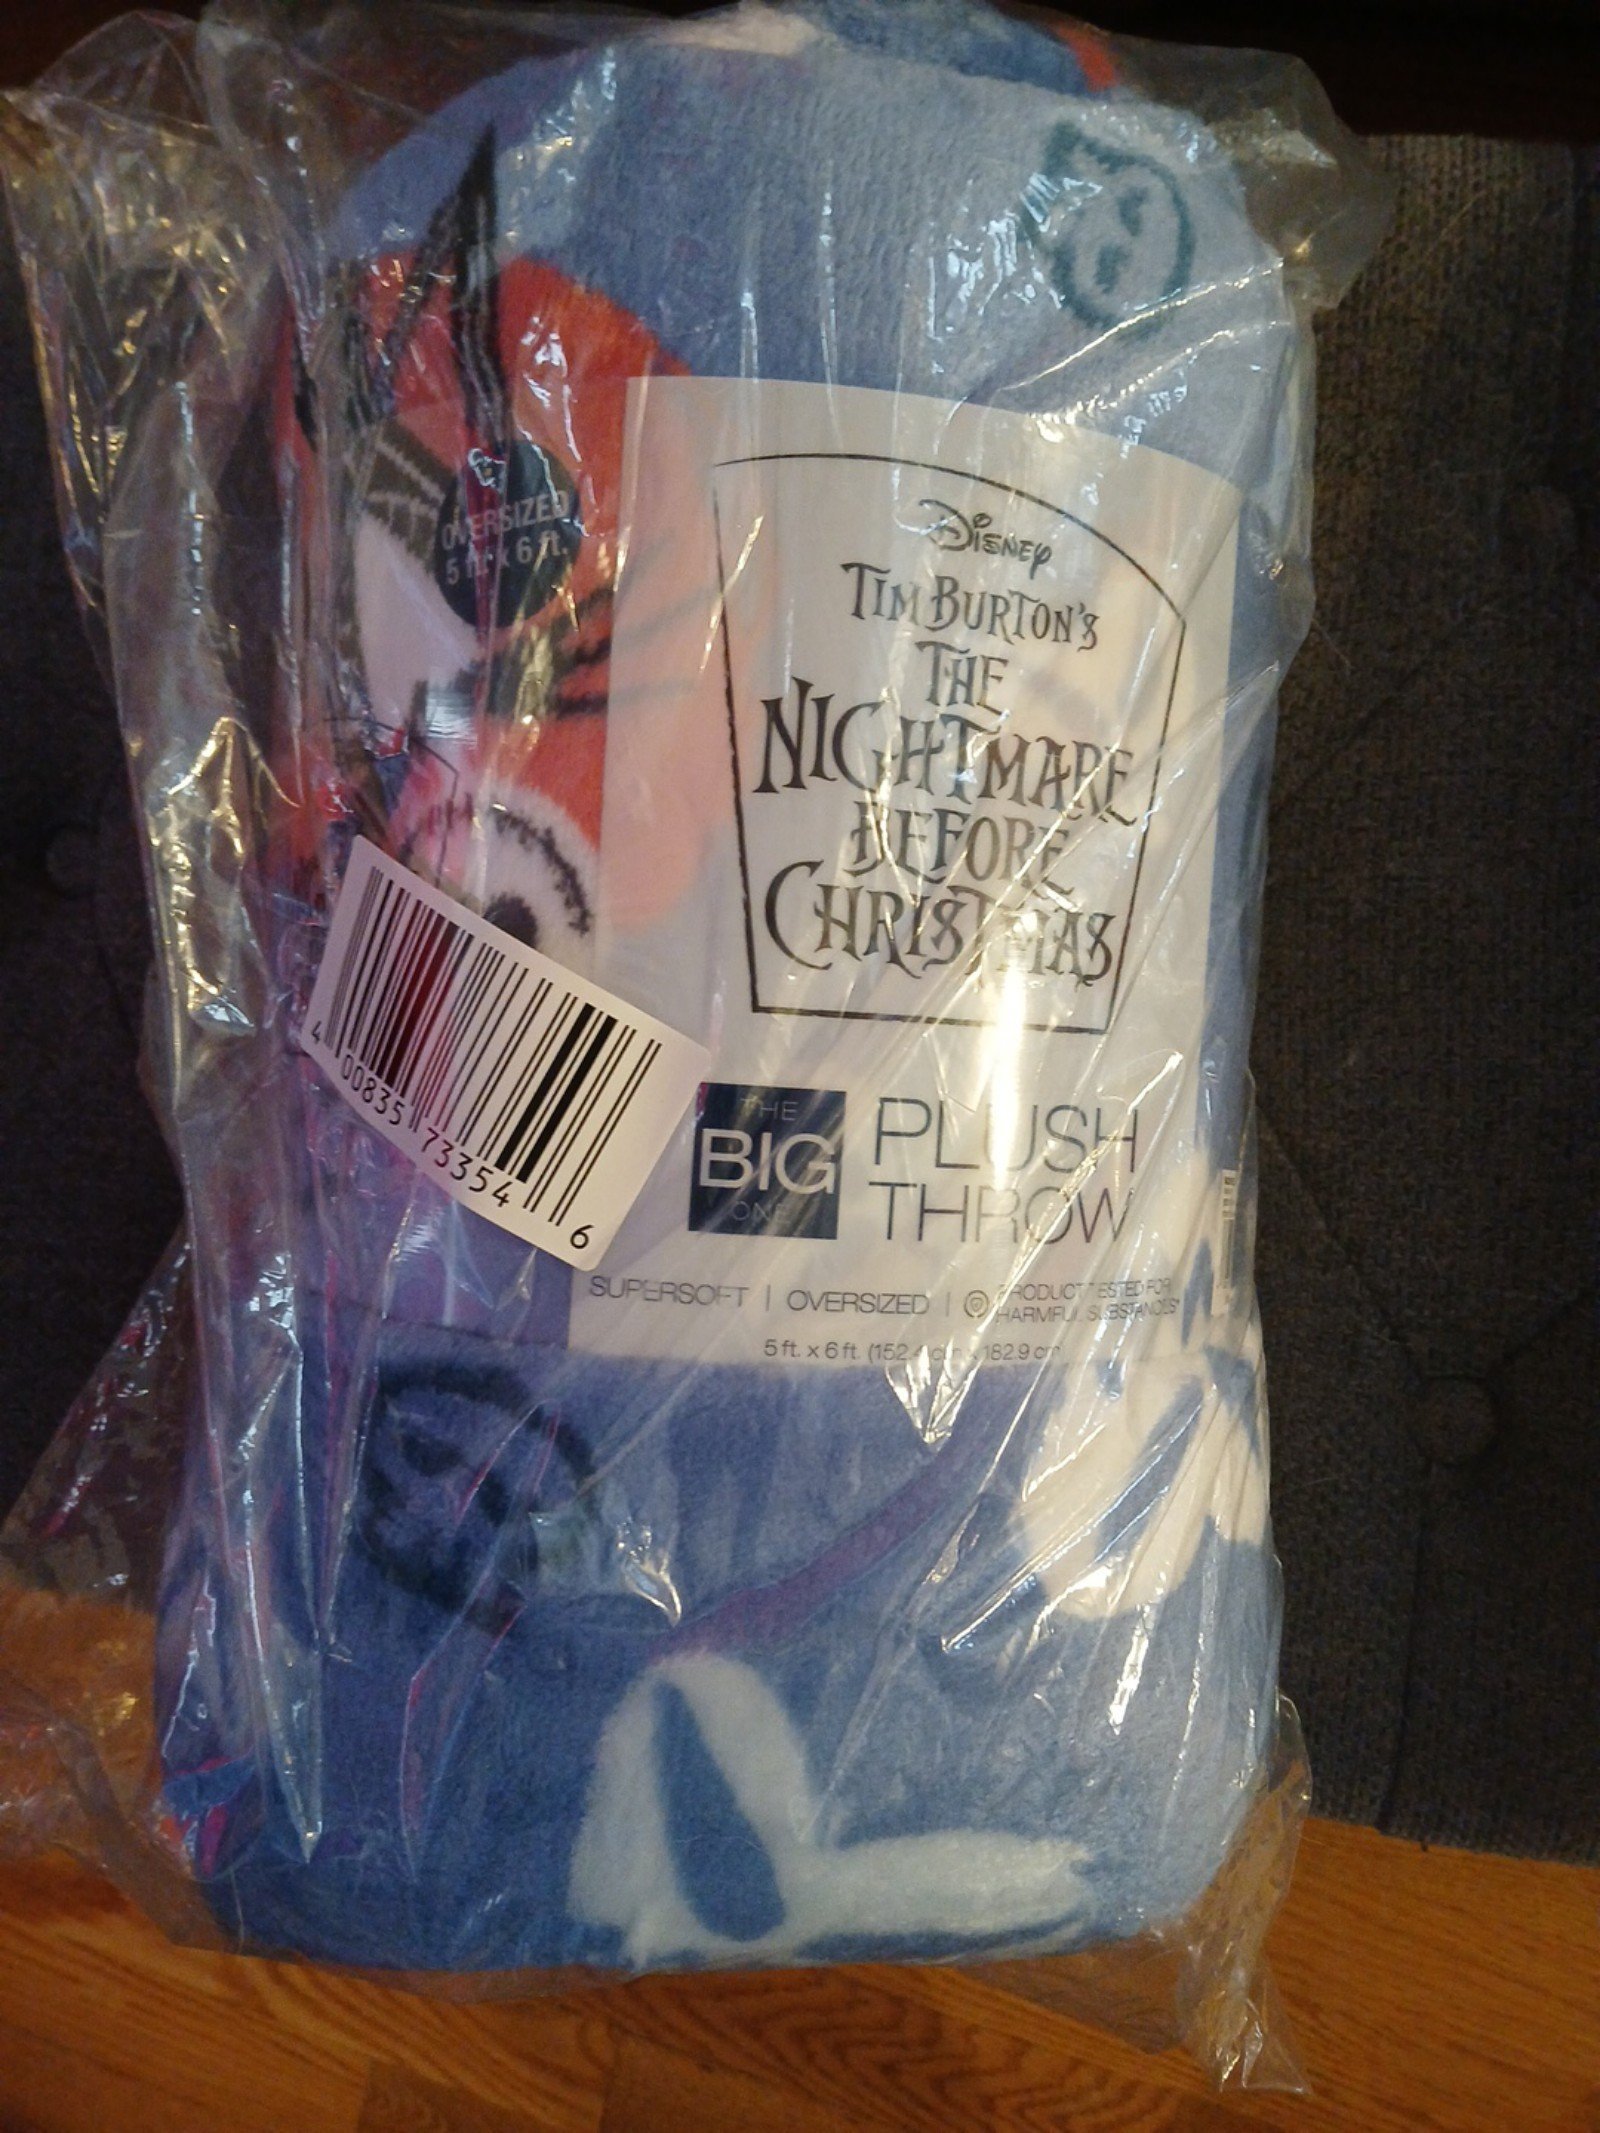 OVERSIZED
5 ft. x 6 ft.
Disney
TIM BURTON'S
THE
NIGHTMARE
BEFORE
CHRISTMAS
4 00835 73354 6
THE
BIG
ONE
PLUSH
THROW
SUPERSOFT | OVERSIZED |
PRODUCT TESTED FOR
HARMFUL SUBSTANCES*
5 ft. x 6 ft. (152.4 cm x 182.9 cm)